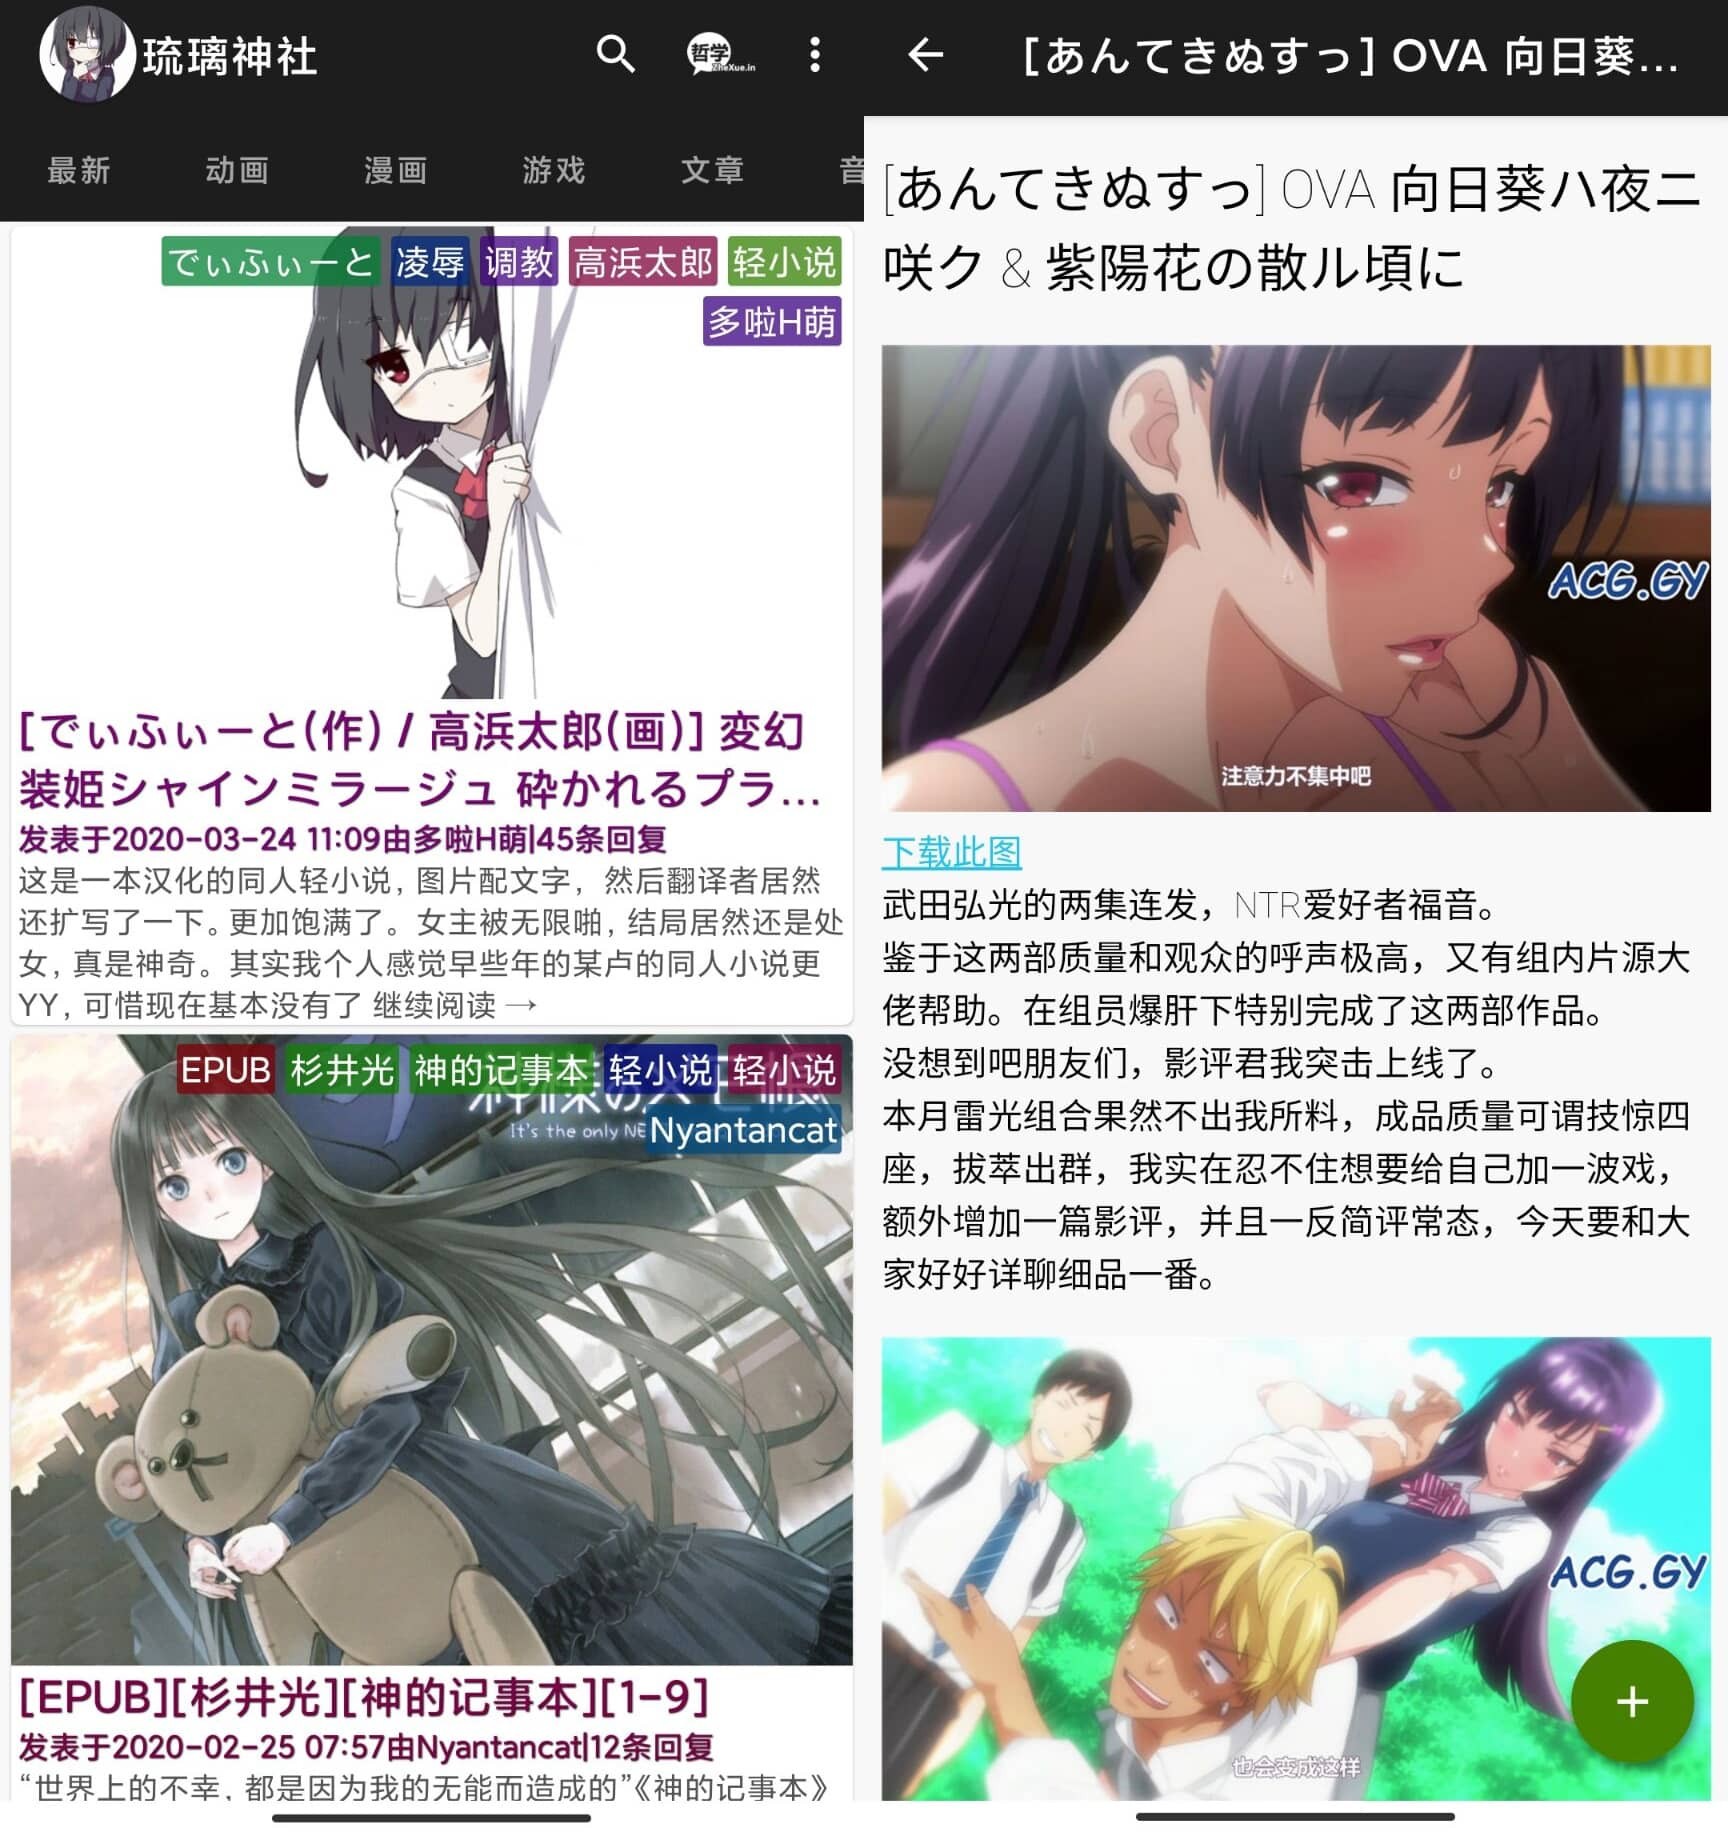 琉璃神社
哲学
ZheXue.in
最新 动画 漫画 游戏 文章 音
でぃふぃーと 凌辱 调教 高浜太郎 轻小说
多啦H萌
[でぃふぃーと(作) / 高浜太郎(画)] 変幻
装姫シャインミラージュ 砕かれるプラ...
发表于2020-03-24 11:09由多啦H萌|45条回复
这是一本汉化的同人轻小说, 图片配文字，然后翻译者居然
还扩写了一下。更加饱满了。女主被无限啪, 结局居然还是处
女, 真是神奇。其实我个人感觉早些年的某卢的同人小说更
YY, 可惜现在基本没有了 继续阅读 →
EPUB 杉井光 神的记事本 轻小说 轻小说
It's the only NE
Nyantancat
[EPUB][杉井光][神的记事本][1-9]
发表于2020-02-25 07:57由Nyantancat|12条回复
“世界上的不幸, 都是因为我的无能而造成的”《神的记事本》
[あんてきぬすっ] OVA 向日葵...
[あんてきぬすっ] OVA 向日葵ハ夜ニ
咲ク & 紫陽花の散ル頃に
ACG.GY
注意力不集中吧
下载此图
武田弘光的两集连发，NTR爱好者福音。
鉴于这两部质量和观众的呼声极高，又有组内片源大
佬帮助。在组员爆肝下特别完成了这两部作品。
没想到吧朋友们，影评君我突击上线了。
本月雷光组合果然不出我所料，成品质量可谓技惊四
座，拔萃出群，我实在忍不住想要给自己加一波戏，
额外增加一篇影评，并且一反简评常态，今天要和大
家好好详聊细品一番。
ACG.GY
也会变成这样